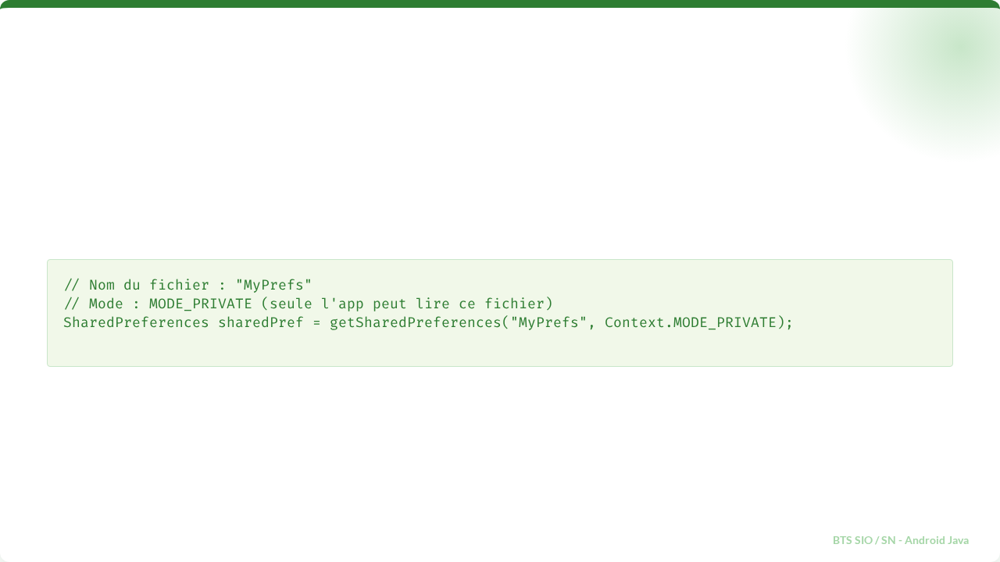 // Nom du fichier : "MyPrefs"
// Mode : MODE_PRIVATE (seule l'app peut lire ce fichier)
SharedPreferences sharedPref = getSharedPreferences("MyPrefs", Context.MODE_PRIVATE);
BTS SIO / SN - Android Java